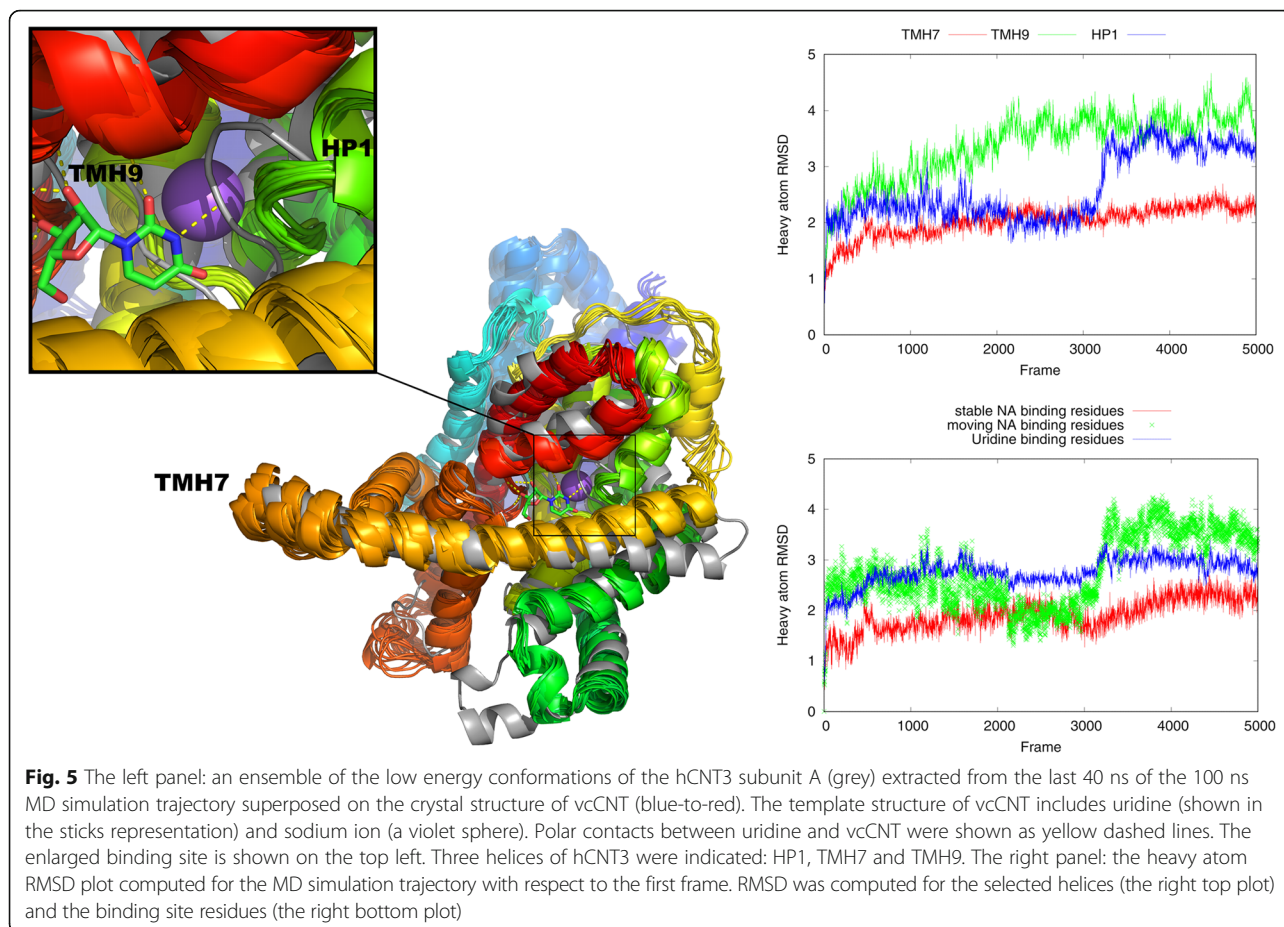 TMH9
HP1
TMH7
TMH7 TMH9 HP1
Heavy atom RMSD
5
4
3
2
1
0
0 1000 2000 3000 4000 5000
Frame
stable NA binding residues
moving NA binding residues
Uridine binding residues
Heavy atom RMSD
5
4
3
2
1
0
0 1000 2000 3000 4000 5000
Frame
Fig. 5 The left panel: an ensemble of the low energy conformations of the hCNT3 subunit A (grey) extracted from the last 40 ns of the 100 ns
MD simulation trajectory superposed on the crystal structure of vcCNT (blue-to-red). The template structure of vcCNT includes uridine (shown in
the sticks representation) and sodium ion (a violet sphere). Polar contacts between uridine and vcCNT were shown as yellow dashed lines. The
enlarged binding site is shown on the top left. Three helices of hCNT3 were indicated: HP1, TMH7 and TMH9. The right panel: the heavy atom
RMSD plot computed for the MD simulation trajectory with respect to the first frame. RMSD was computed for the selected helices (the right top plot)
and the binding site residues (the right bottom plot)